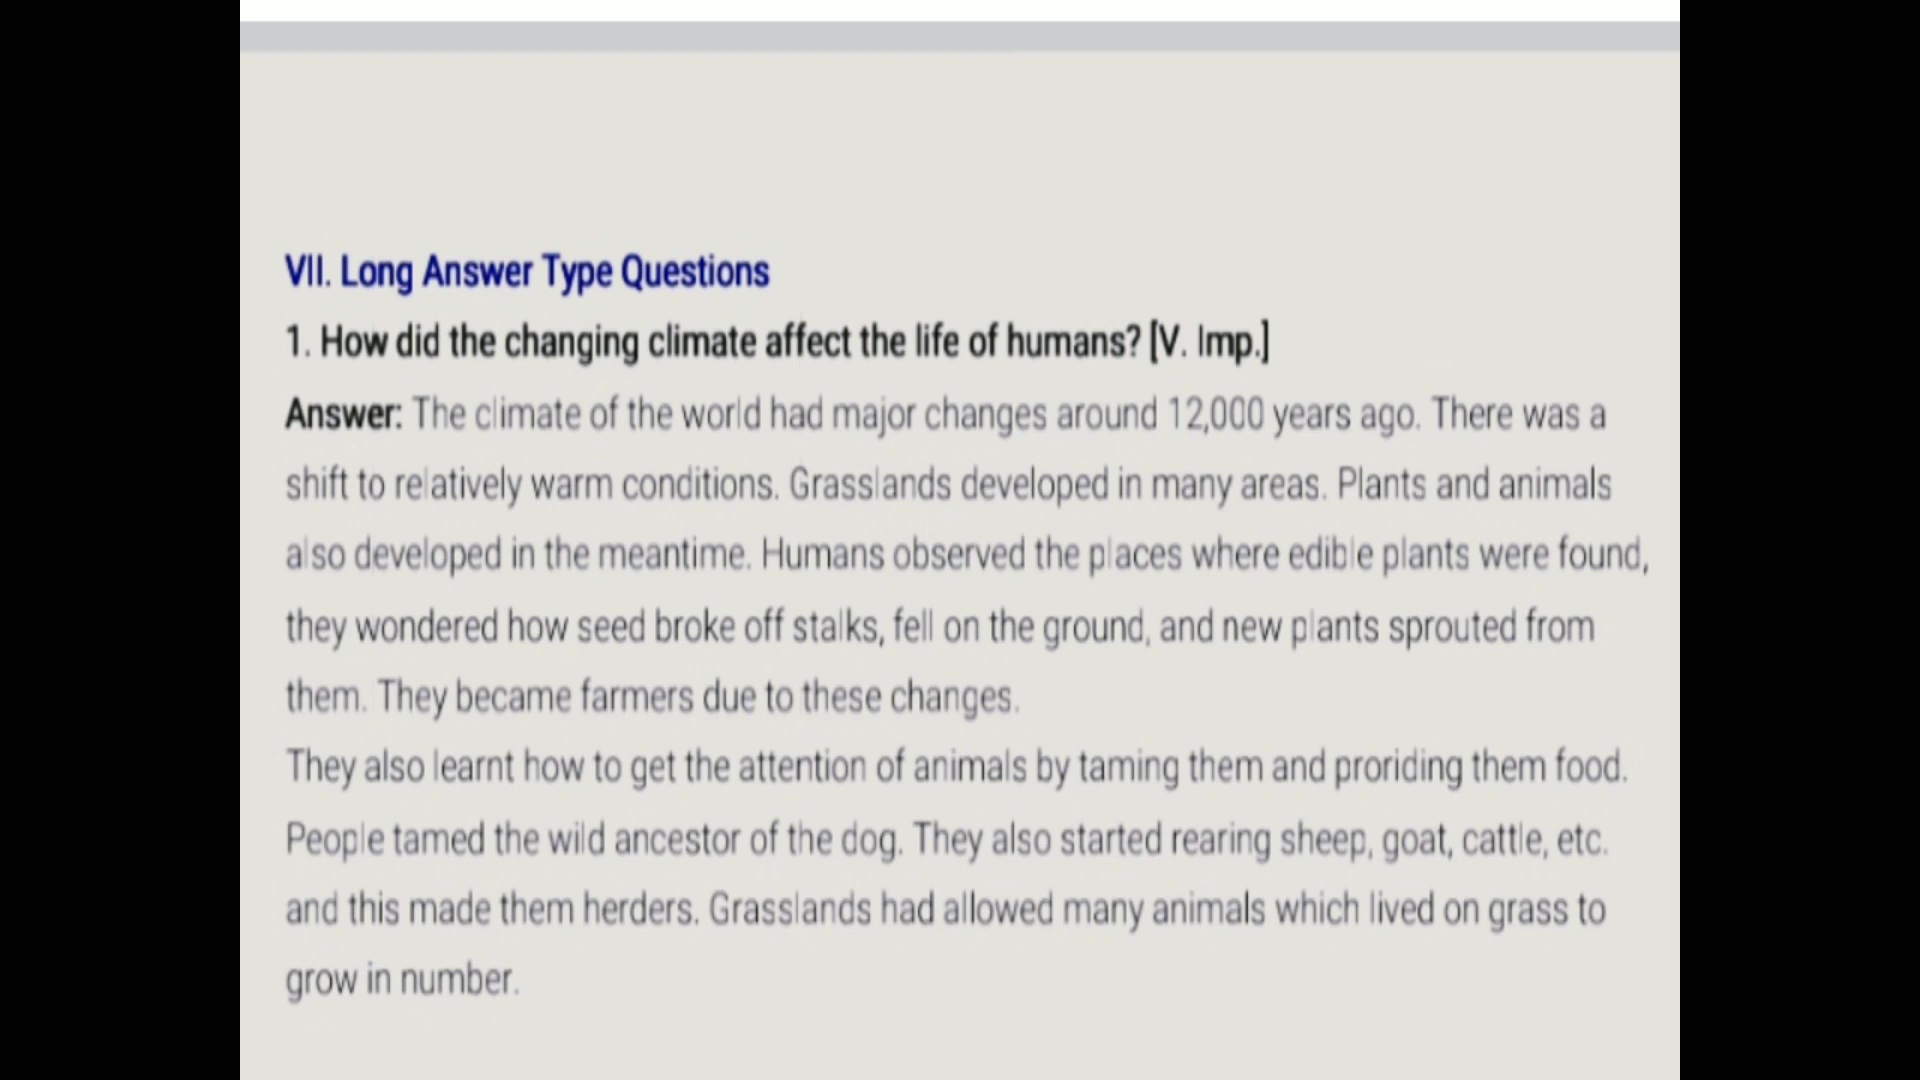 VII. Long Answer Type Questions
1. How did the changing climate affect the life of humans? [V. Imp.]
Answer: The climate of the world had major changes around 12,000 years ago. There was a
shift to relatively warm conditions. Grasslands developed in many areas. Plants and animals
also developed in the meantime. Humans observed the places where edible plants were found,
they wondered how seed broke off stalks, fell on the ground, and new plants sprouted from
them. They became farmers due to these changes.
They also learnt how to get the attention of animals by taming them and proriding them food.
People tamed the wild ancestor of the dog. They also started rearing sheep, goat, cattle, etc.
and this made them herders. Grasslands had allowed many animals which lived on grass to
grow in number.